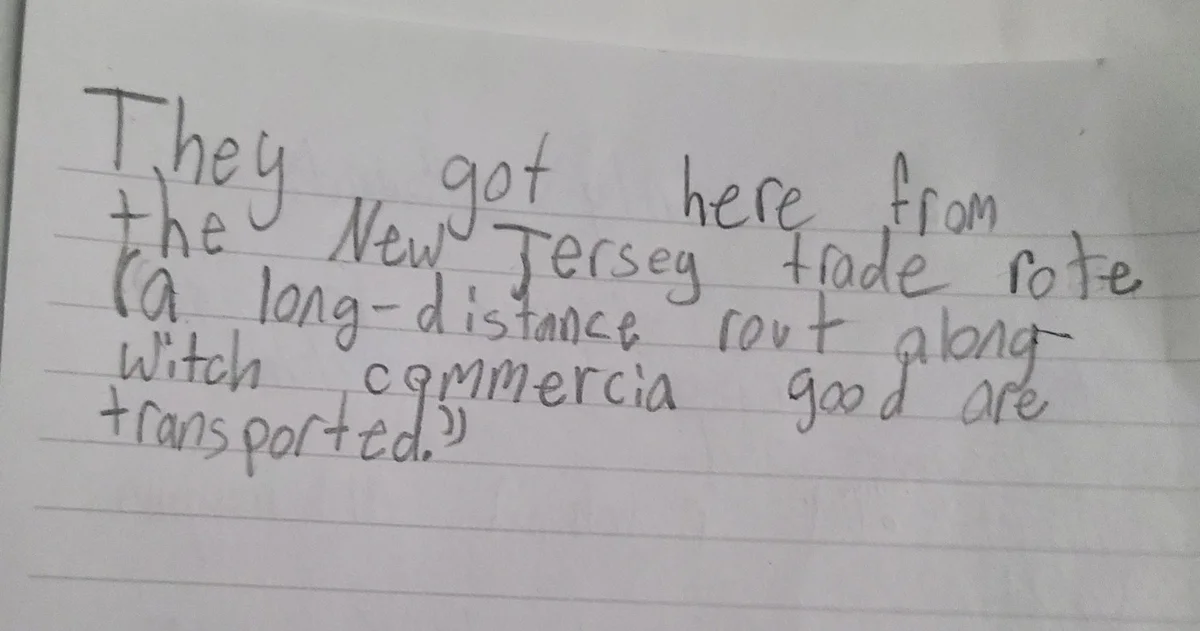 They got here from
the New Jersey trade rote
(a long-distance rout along
witch commercia good are
transported.))